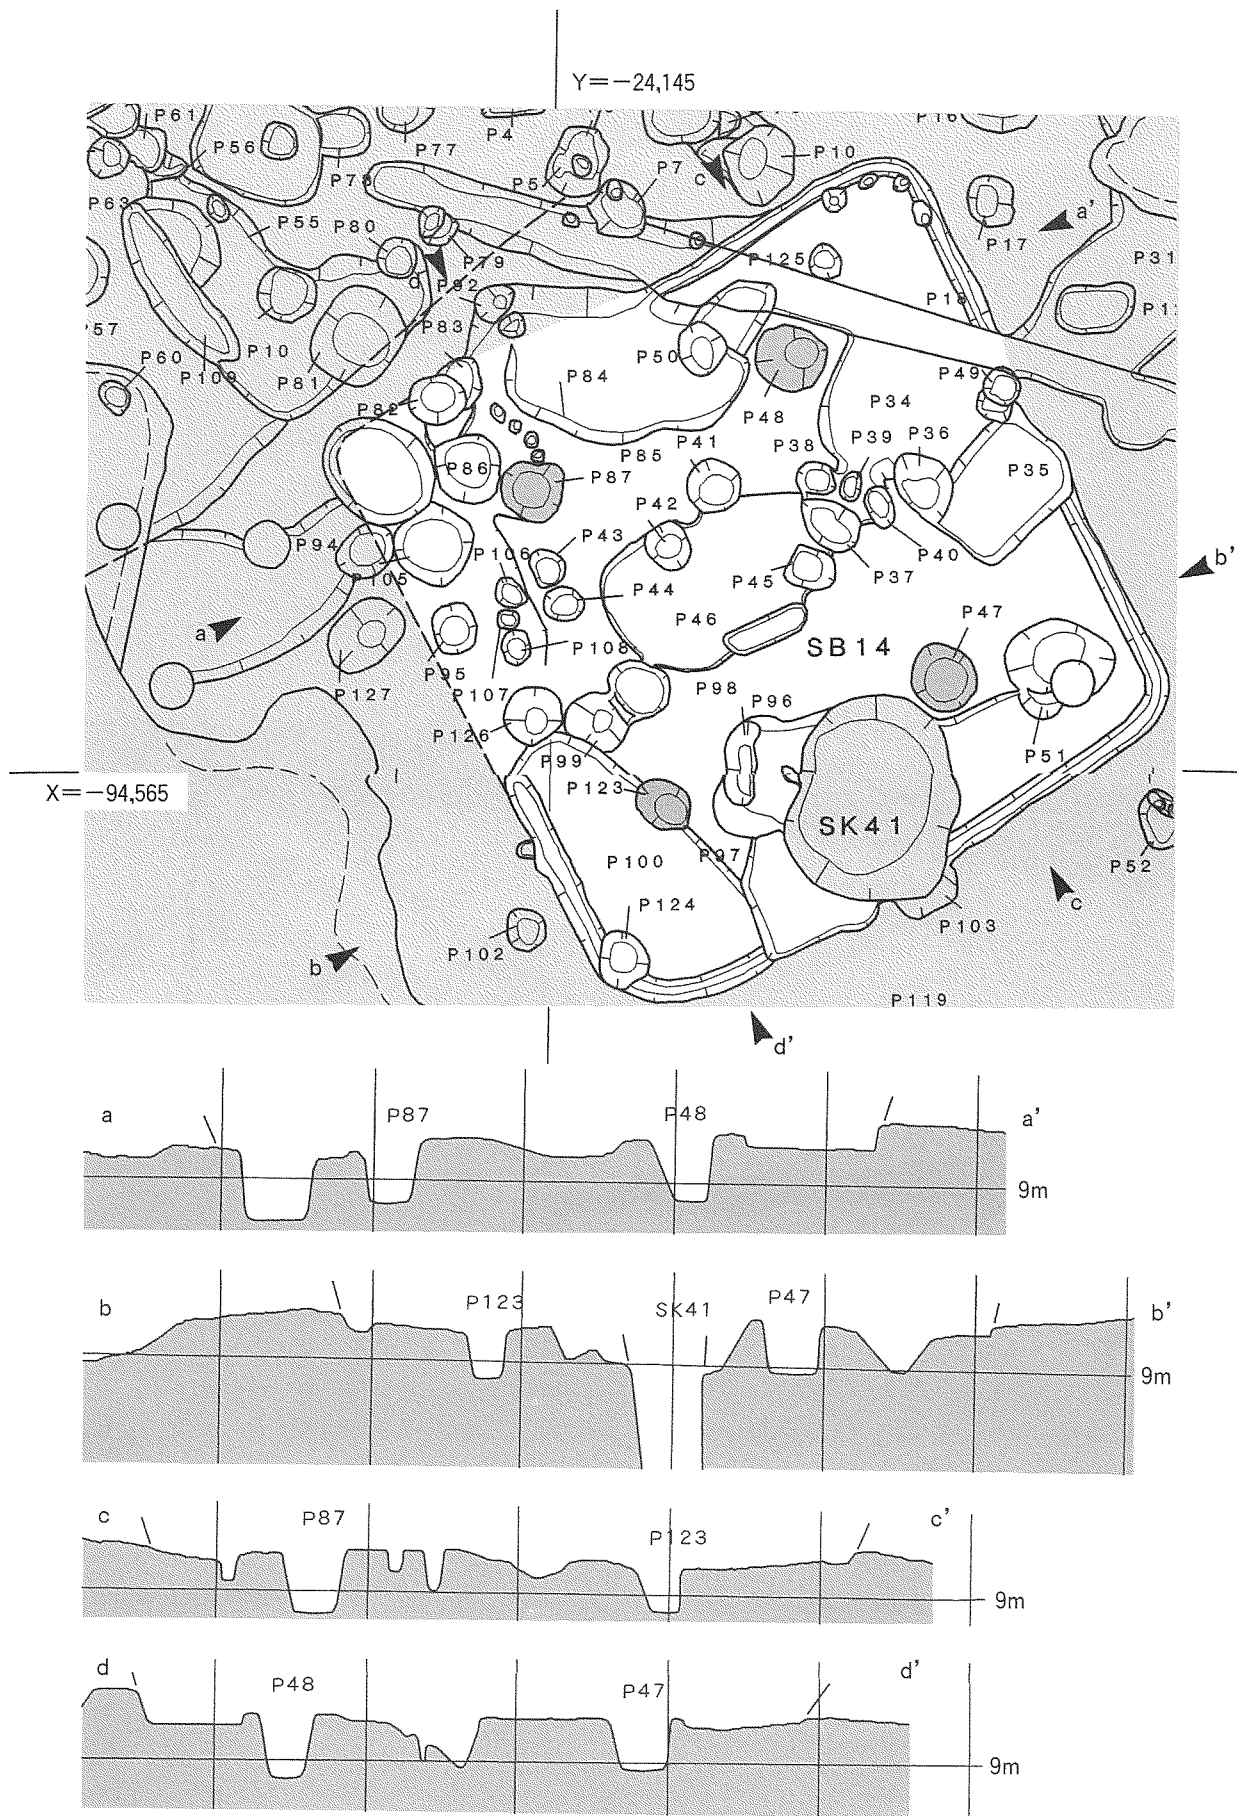 Y=−24,145
P61
P56
P4
P77
P78
P5
P7
c
P10
P16
P17
a'
P63
P55
P80
P79
d
P92
P125
P31
P18
57
P83
P60
P109
P10
P81
P82
P84
P50
P48
P49
P34
P41
P85
P38
P39
P36
P35
P86
P87
P42
P43
P94
P105
P106
P44
P45
P37
P40
b'
a
P46
SB14
P47
P95
P107
P108
P127
P98
P96
P126
P99
P51
X=−94,565
P123
SK41
P100
P97
P52
P124
c
P102
P103
b
P119
d'
a
P87
P48
a'
9m
b
P123
SK41
P47
b'
9m
c
P87
P123
c'
9m
d
P48
P47
d'
9m